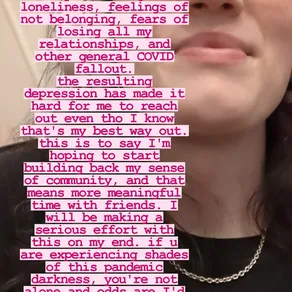 loneliness, feelings of
not belonging, fears of
losing all my
relationships, and
other general COVID
fallout.
the resulting
depression has made it
hard for me to reach
out even tho I know
that's my best way out.
this is to say I'm
hoping to start
building back my sense
of community, and that
means more meaningful
time with friends. I
will be making a
serious effort with
this on my end. if u
are experiencing shades
of this pandemic
darkness, you're not
alone and odds are I'd